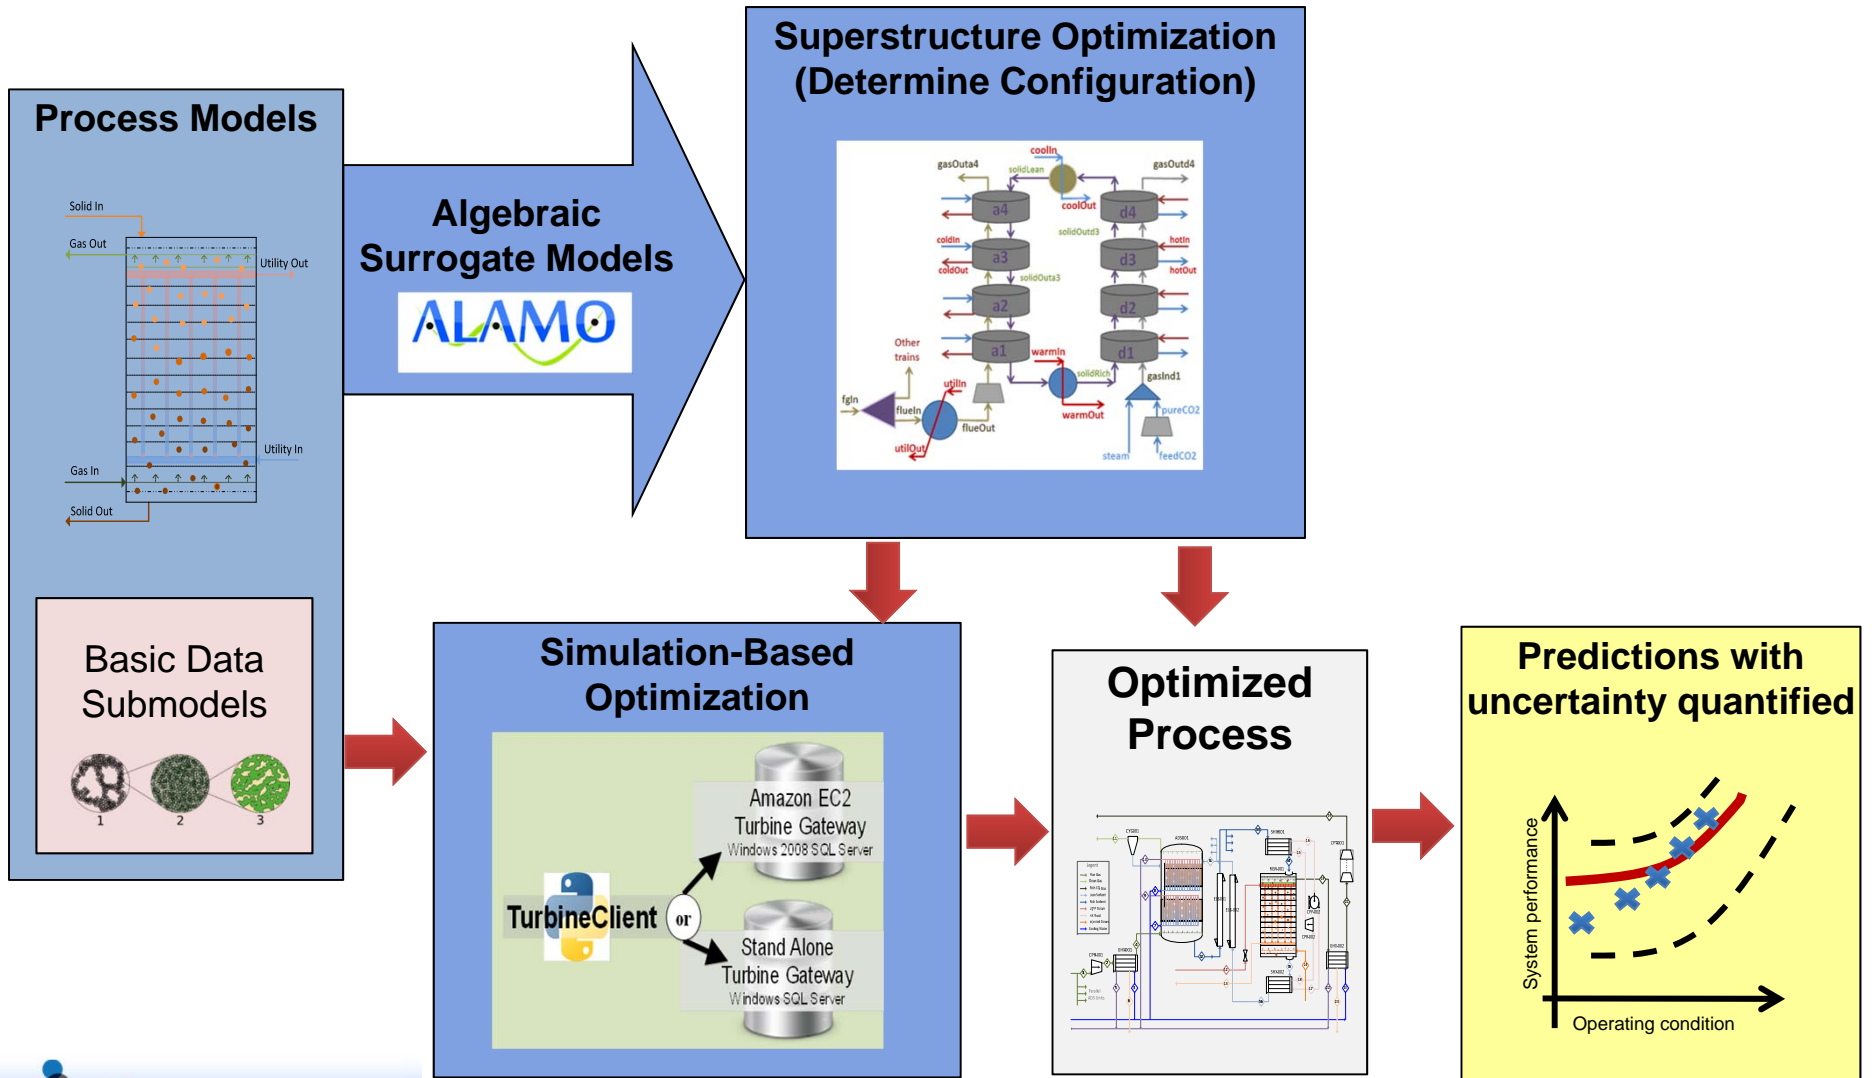 Process Models
Solid In
Gas Out
Utility Out
Utility In
Gas In
Solid Out
Basic Data
Submodels
1
2
3
Algebraic
Surrogate Models
ALAMO
Superstructure Optimization
(Determine Configuration)
coolIn
gasOuta4
solidLean
gasOutd4
a4
coolOut
d4
solidOutd3
coldIn
hotIn
a3
d3
coldOut
hotOut
solidOuta3
a2
d2
Other
trains
a1
warmIn
d1
solidRich
gasInd1
utilIn
fgIn
flueIn
warmOut
pureCO2
flueOut
utilOut
steam
feedCO2
Simulation-Based
Optimization
Amazon EC2
Turbine Gateway
Windows 2008 SQL Server
TurbineClient
or
Stand Alone
Turbine Gateway
Windows SQL Server
Optimized
Process
Predictions with
uncertainty quantified
System performance
Operating condition